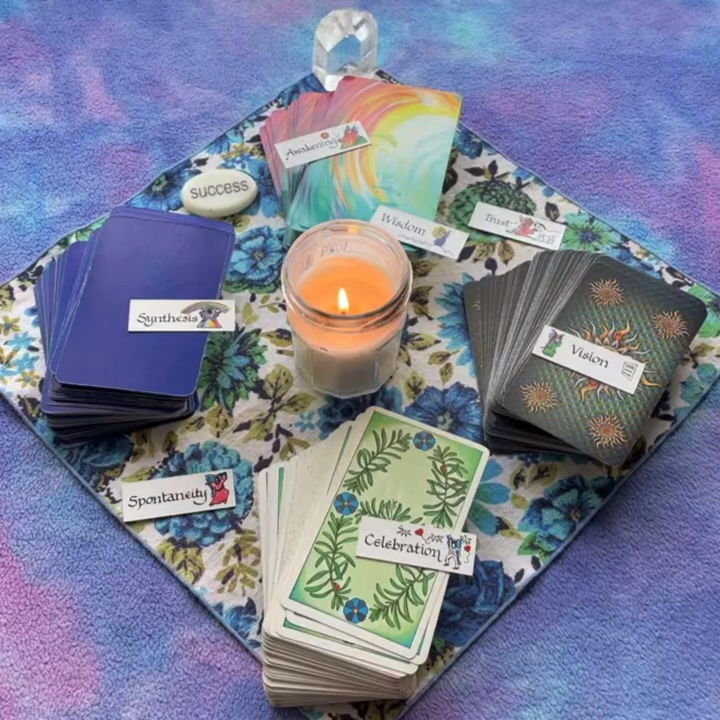 Awakening
success
Wisdom
Trust
Synthesis
Vision
Spontaneity
Celebration